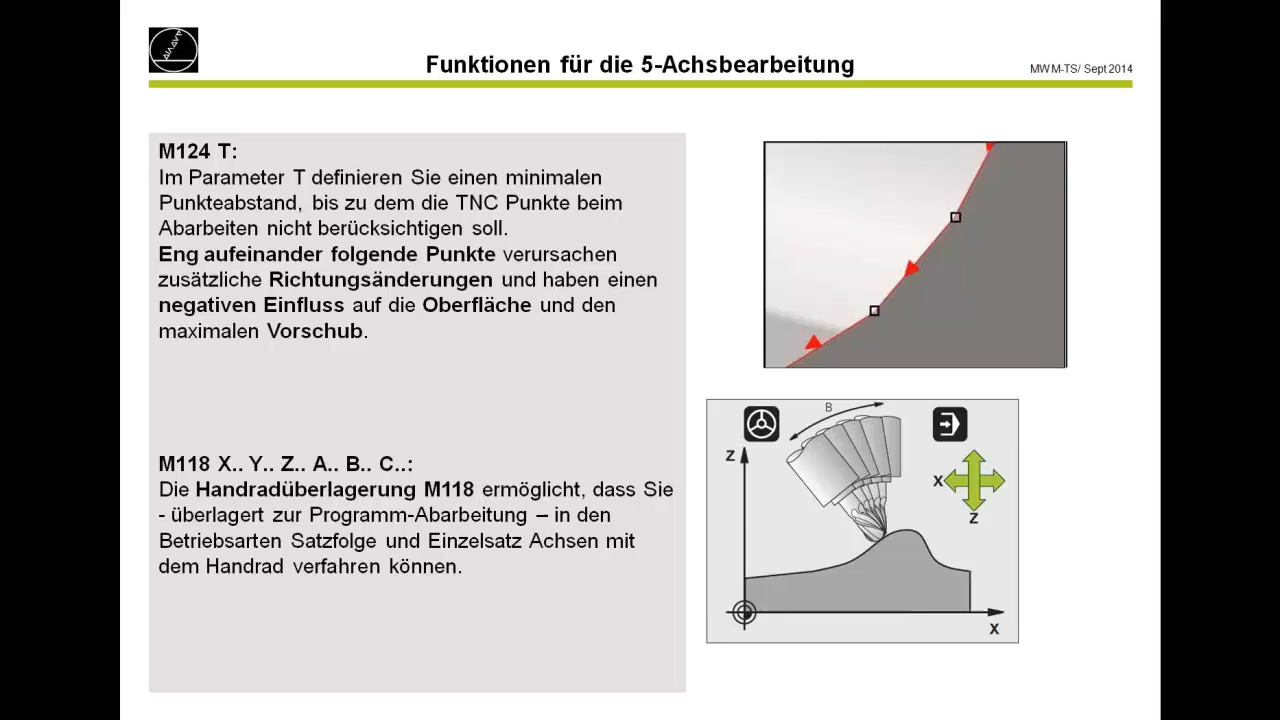 Funktionen für die 5-Achsbearbeitung
MWM-TS/ Sept 2014
M124 T:
Im Parameter T definieren Sie einen minimalen
Punkteabstand, bis zu dem die TNC Punkte beim
Abarbeiten nicht berücksichtigen soll.
Eng aufeinander folgende Punkte verursachen
zusätzliche Richtungsänderungen und haben einen
negativen Einfluss auf die Oberfläche und den
maximalen Vorschub.
M118 X.. Y.. Z.. A.. B.. C..:
Die Handradüberlagerung M118 ermöglicht, dass Sie
- überlagert zur Programm-Abarbeitung – in den
Betriebsarten Satzfolge und Einzelsatz Achsen mit
dem Handrad verfahren können.
B
Z
X
Z
X